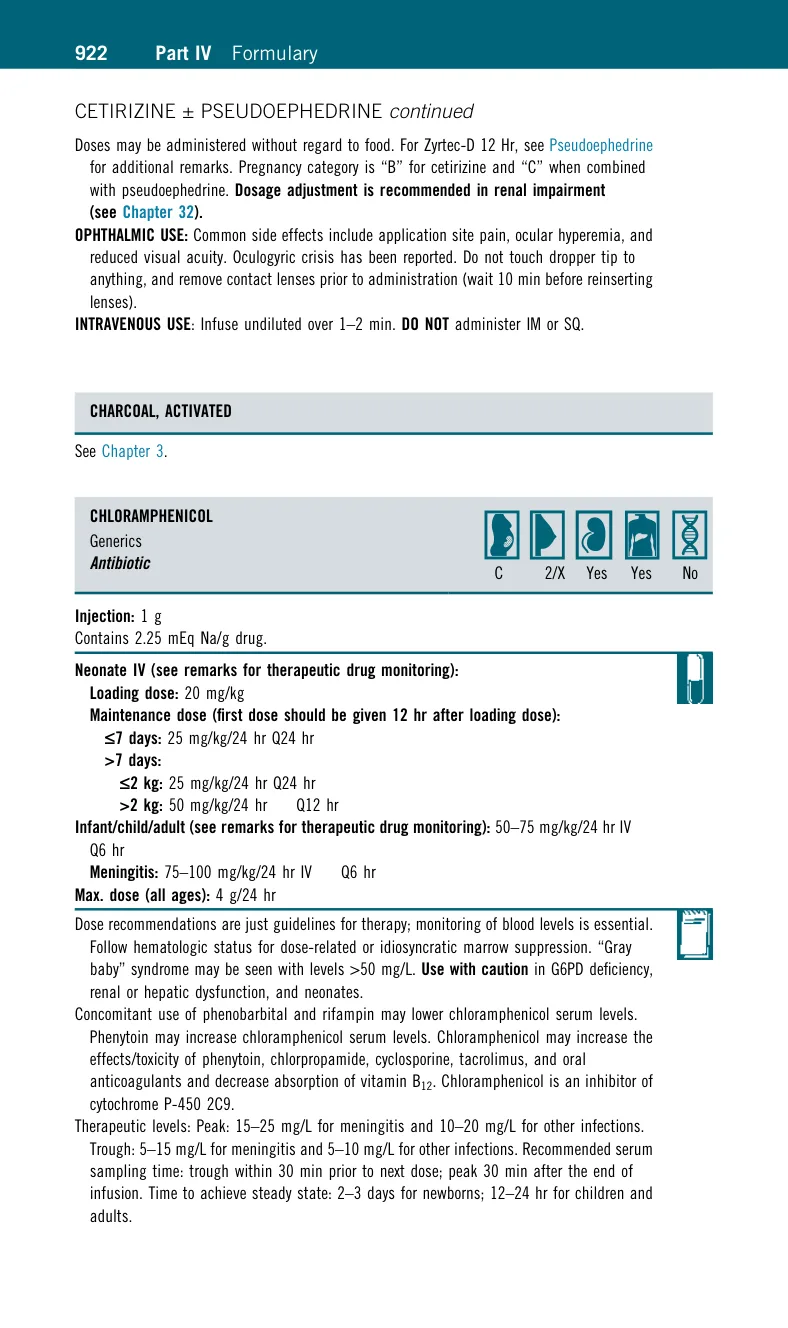 922 Part IV Formulary
CETIRIZINE ± PSEUDOEPHEDRINE continued
Doses may be administered without regard to food. For Zyrtec-D 12 Hr, see Pseudoephedrine
for additional remarks. Pregnancy category is “B” for cetirizine and “C” when combined
with pseudoephedrine. Dosage adjustment is recommended in renal impairment
(see Chapter 32).
OPHTHALMIC USE: Common side effects include application site pain, ocular hyperemia, and
reduced visual acuity. Oculogyric crisis has been reported. Do not touch dropper tip to
anything, and remove contact lenses prior to administration (wait 10 min before reinserting
lenses).
INTRAVENOUS USE: Infuse undiluted over 1–2 min. DO NOT administer IM or SQ.
CHARCOAL, ACTIVATED
See Chapter 3.
CHLORAMPHENICOL
Generics
Antibiotic
C 2/X Yes Yes No
Injection: 1 g
Contains 2.25 mEq Na/g drug.
Neonate IV (see remarks for therapeutic drug monitoring):
Loading dose: 20 mg/kg
Maintenance dose (first dose should be given 12 hr after loading dose):
≤7 days: 25 mg/kg/24 hr Q24 hr
>7 days:
≤2 kg: 25 mg/kg/24 hr Q24 hr
>2 kg: 50 mg/kg/24 hr Q12 hr
Infant/child/adult (see remarks for therapeutic drug monitoring): 50–75 mg/kg/24 hr IV
Q6 hr
Meningitis: 75–100 mg/kg/24 hr IV Q6 hr
Max. dose (all ages): 4 g/24 hr
Dose recommendations are just guidelines for therapy; monitoring of blood levels is essential.
Follow hematologic status for dose-related or idiosyncratic marrow suppression. “Gray
baby” syndrome may be seen with levels >50 mg/L. Use with caution in G6PD deficiency,
renal or hepatic dysfunction, and neonates.
Concomitant use of phenobarbital and rifampin may lower chloramphenicol serum levels.
Phenytoin may increase chloramphenicol serum levels. Chloramphenicol may increase the
effects/toxicity of phenytoin, chlorpropamide, cyclosporine, tacrolimus, and oral
anticoagulants and decrease absorption of vitamin B12. Chloramphenicol is an inhibitor of
cytochrome P-450 2C9.
Therapeutic levels: Peak: 15–25 mg/L for meningitis and 10–20 mg/L for other infections.
Trough: 5–15 mg/L for meningitis and 5–10 mg/L for other infections. Recommended serum
sampling time: trough within 30 min prior to next dose; peak 30 min after the end of
infusion. Time to achieve steady state: 2–3 days for newborns; 12–24 hr for children and
adults.